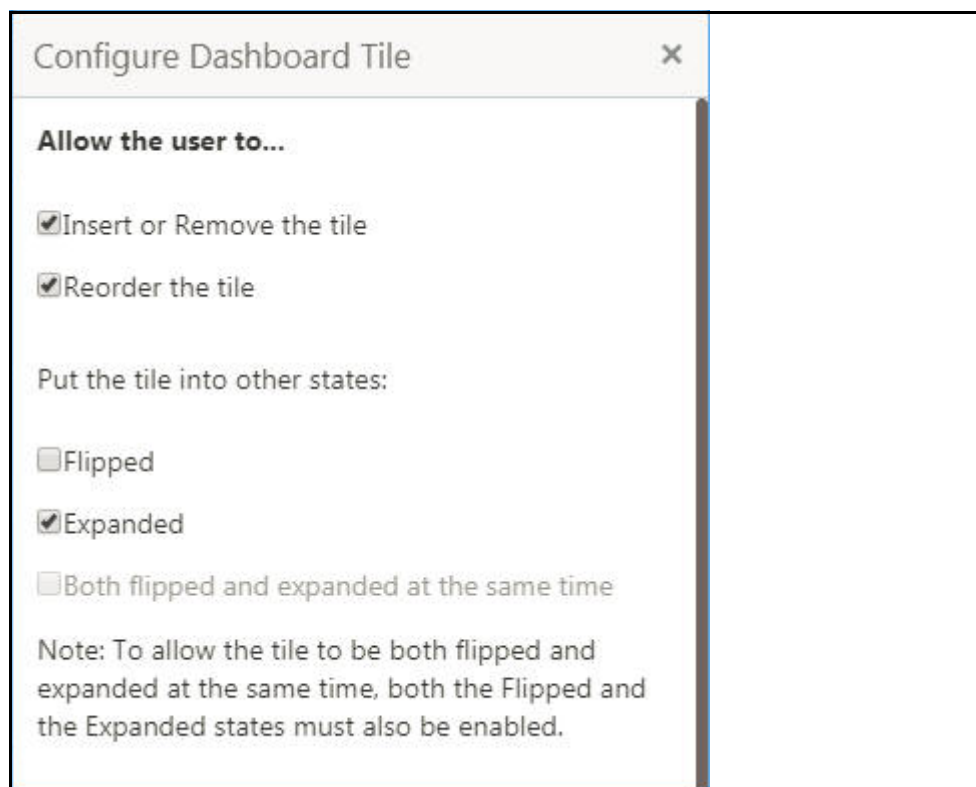 Configure Dashboard Tile
Allow the user to...
Insert or Remove the tile
Reorder the tile
Put the tile into other states:
Flipped
Expanded
Both flipped and expanded at the same time
Note: To allow the tile to be both flipped and
expanded at the same time, both the Flipped and
the Expanded states must also be enabled.